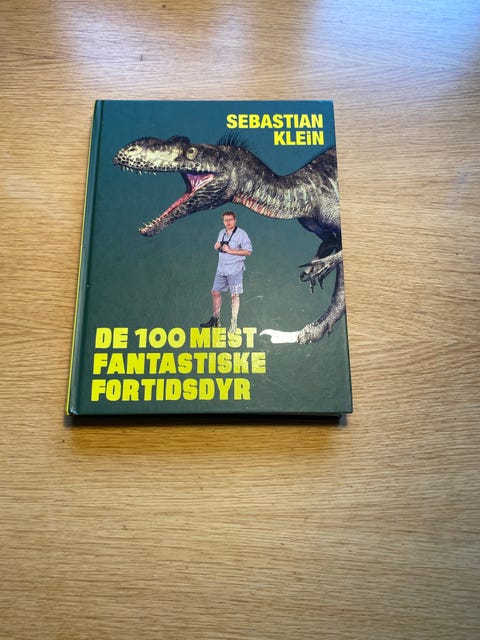 SEBASTIAN
KLEiN
DE 100 MEST
FANTASTISKE
FORTIDSDYR